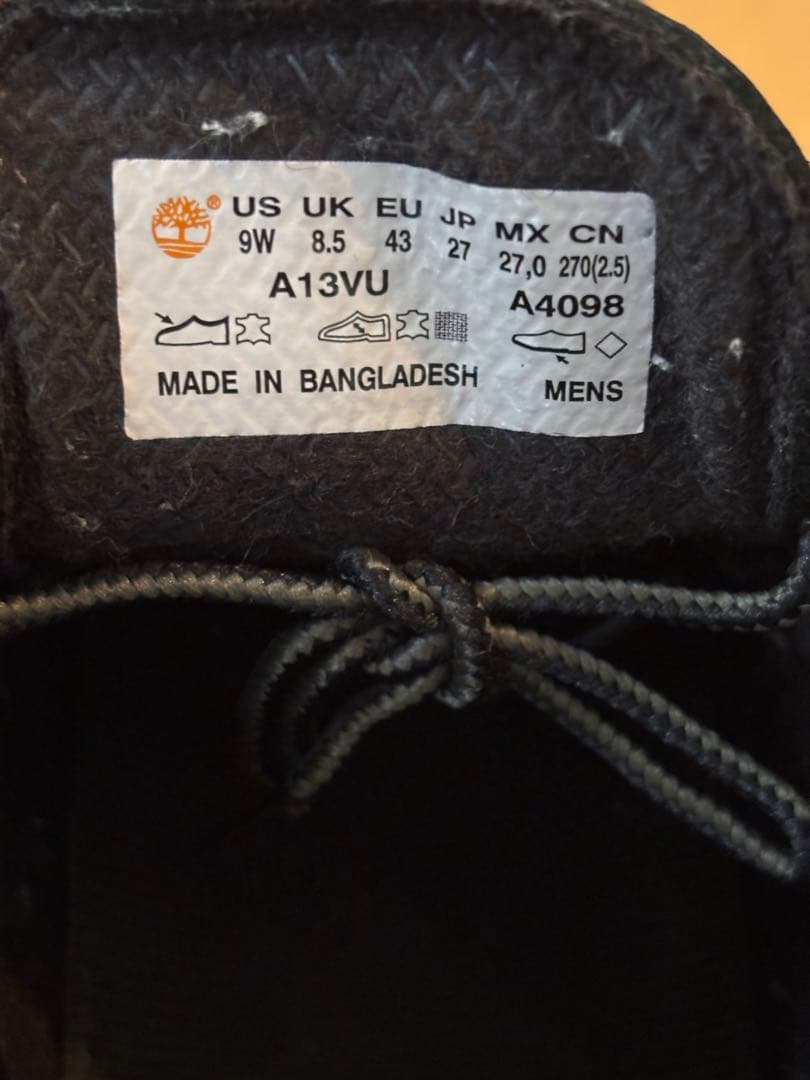 ® US UK EU JP MX CN
9W 8.5 43 27 27,0 270(2.5)
A13VU A4098
MADE IN BANGLADESH MENS